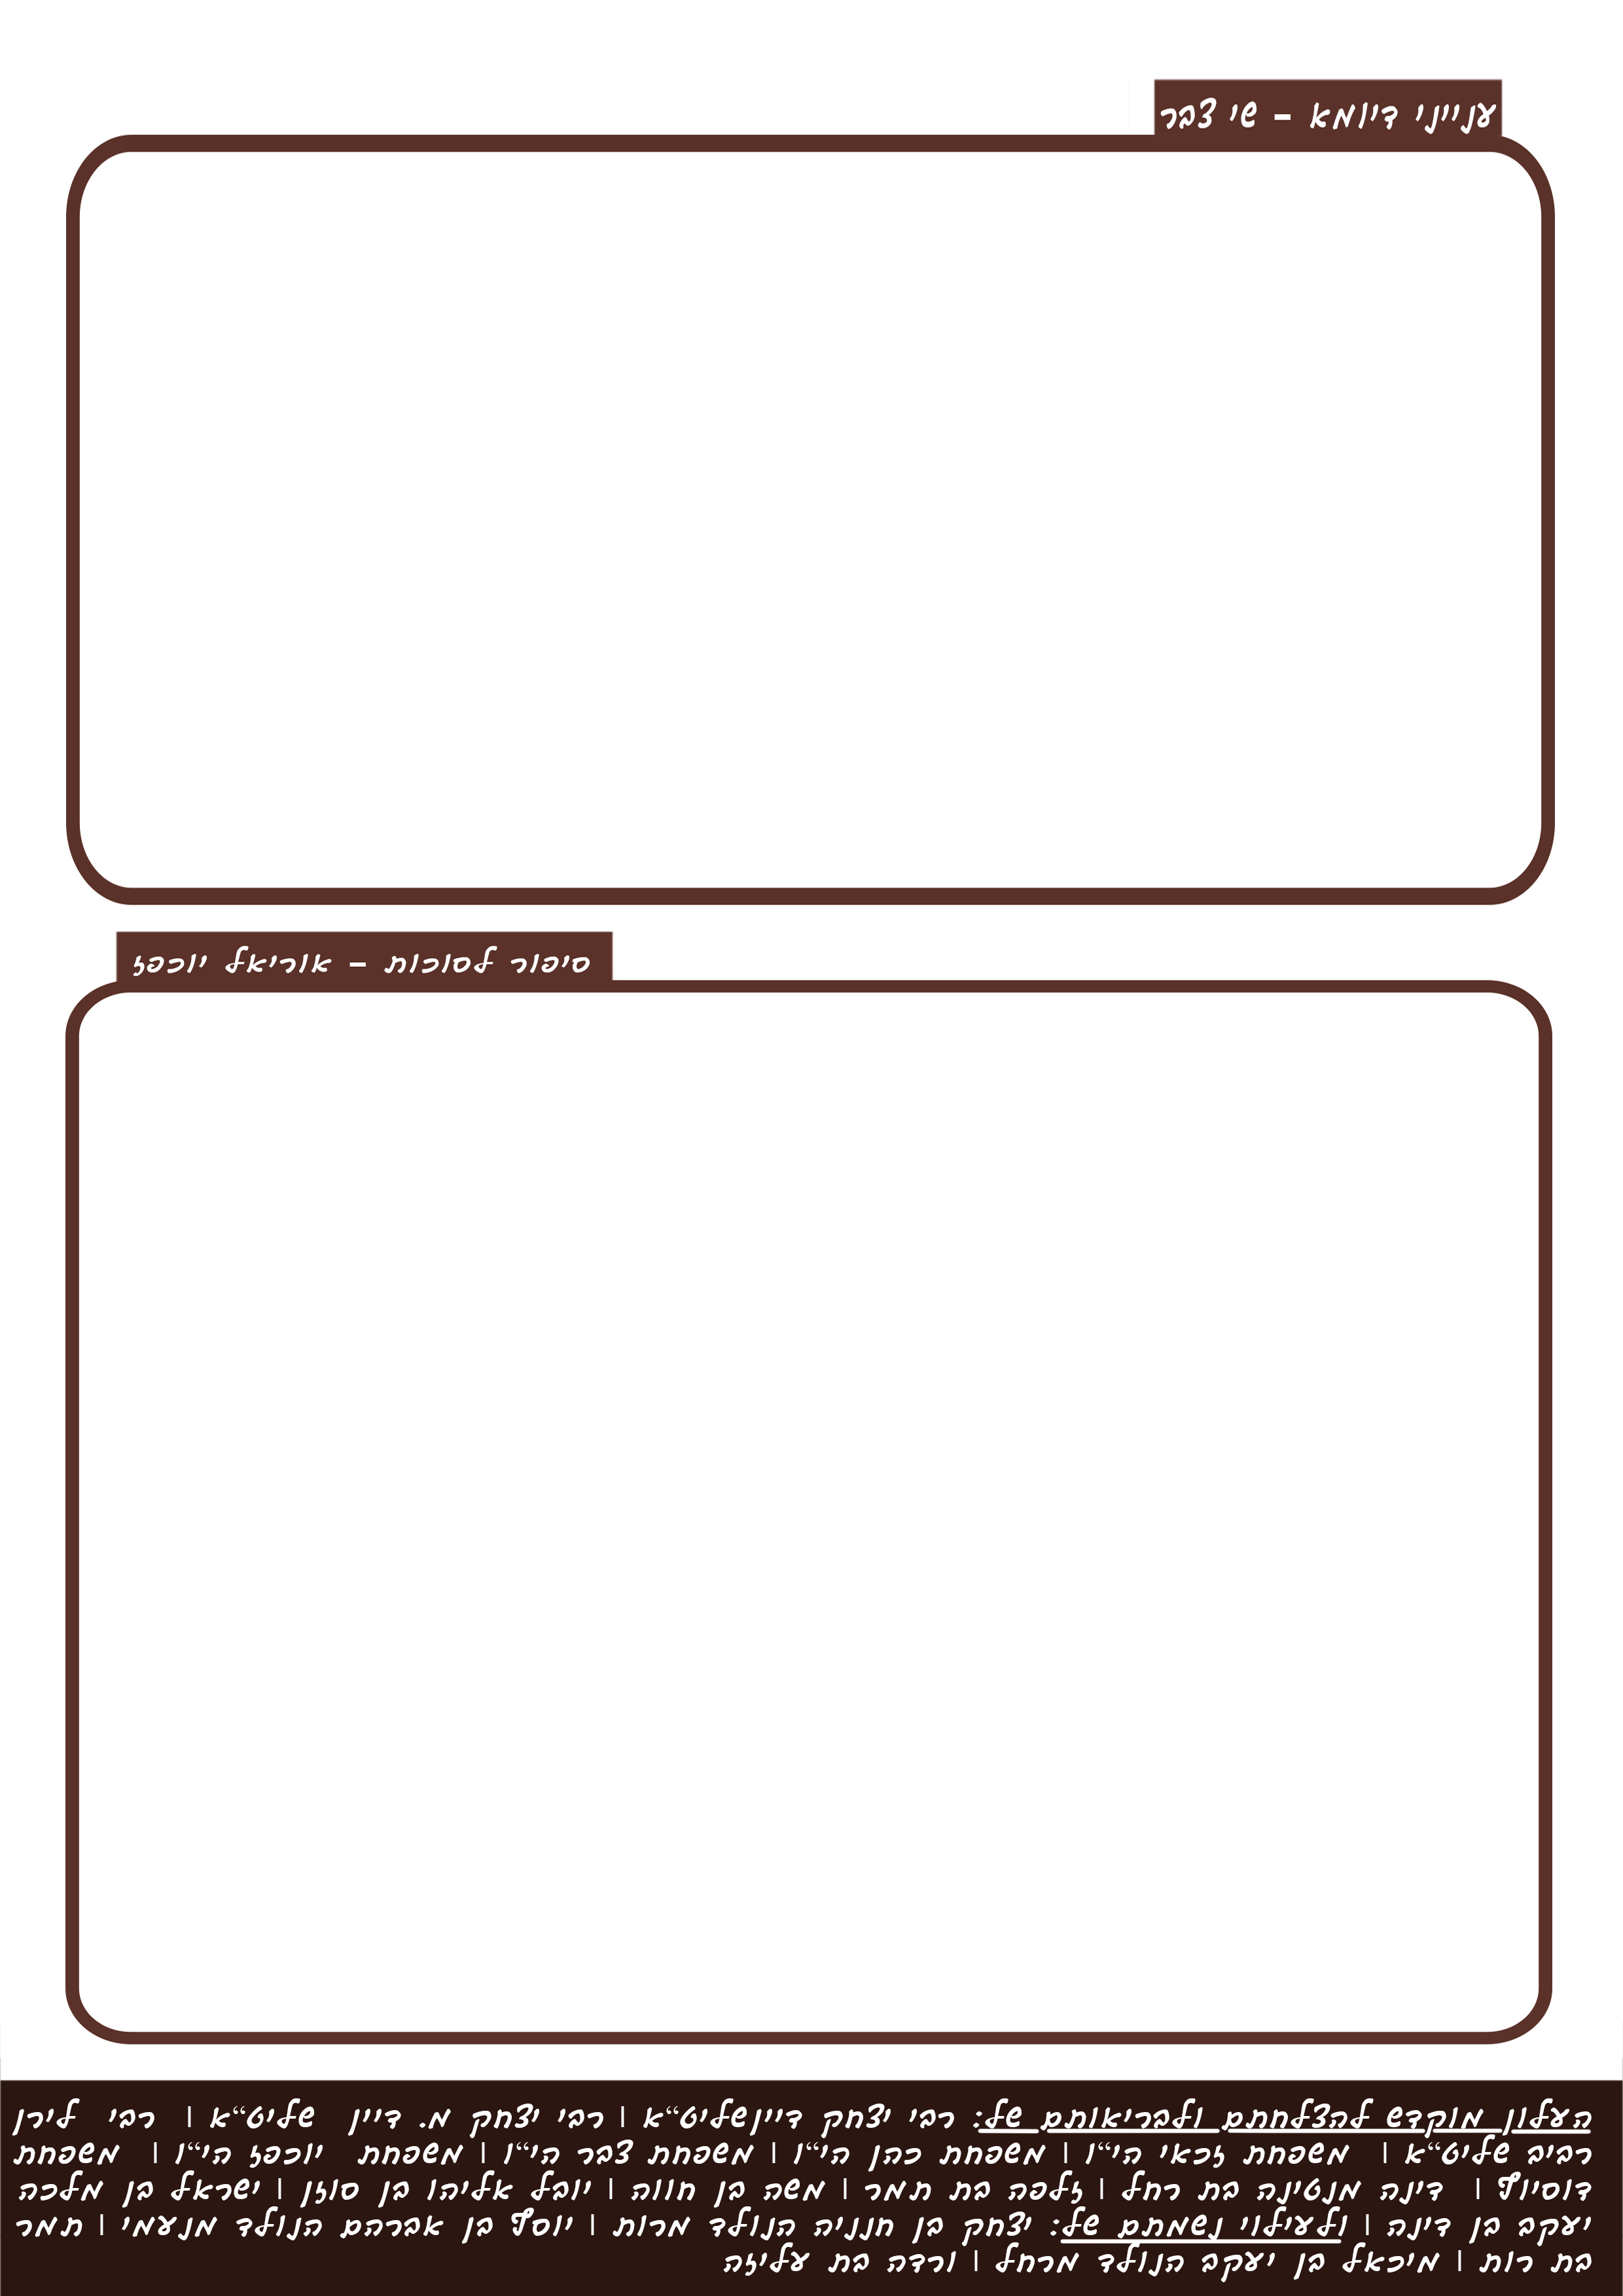 ענייני דיומא - שי צבר
סיפור לסוכות - אוריאל יוכפז
העלון מוקדש להצלחתם ולבריאותם של: רבי יצחק דיין שליט״א | רבי יצחק מ. דיין שליט״א | רבי לירן
רביב שליט״א | משפחת זכאי הי״ו | משפחת כהן הי״ו | משפחת צבר הי״ו | משפחת יוכפז הי״ו | משפחת
דוסיוף | דינה מנטינה בת רחל | זלפה בת תמר | משה בן חווה | יובל אליהו בן סוזן | ישראל בן מלכה
יעקב בן דינה | ולעילוי נשמתם של: יצחק בן חנניה הנולד מרות | יוסף בן אברהם הנולד מנעמי | תמר
בת רות | מיכאל בן יעקב הנולד מרחל | ורדה בת עליזה